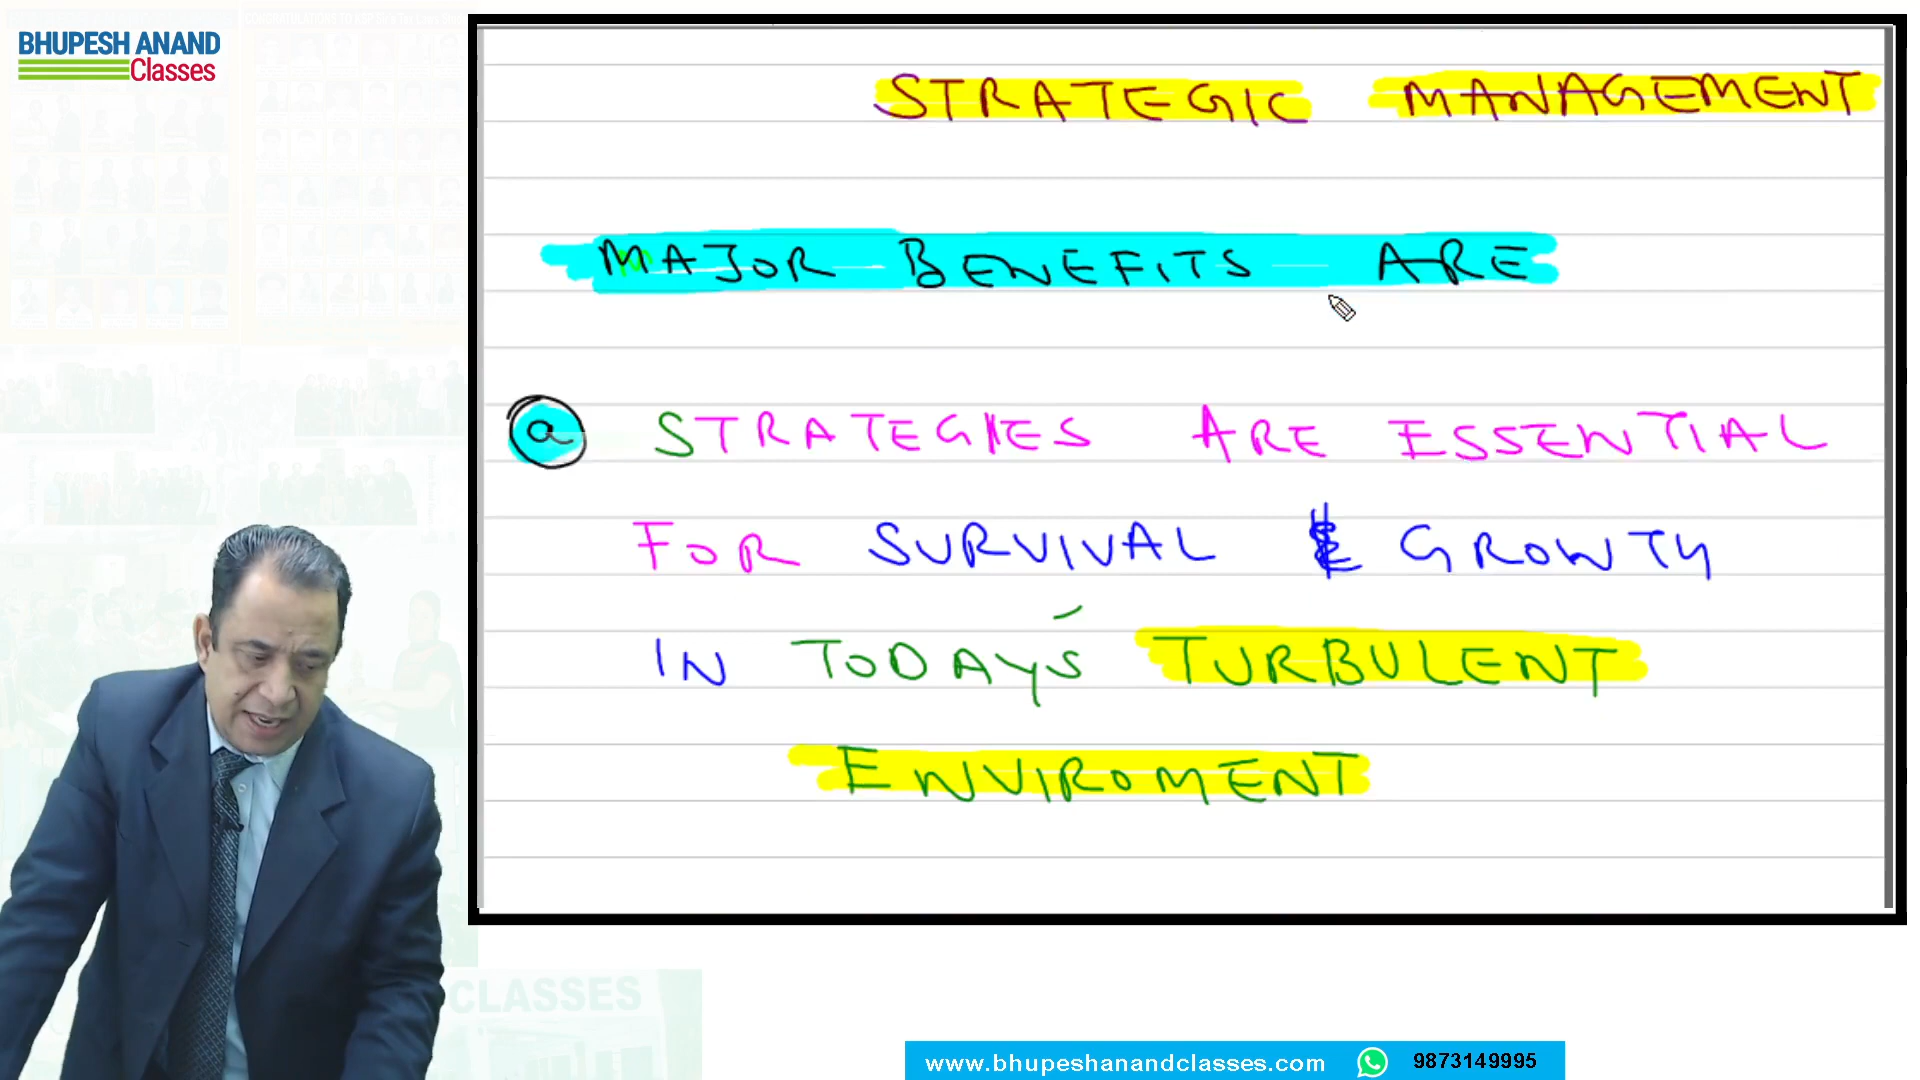 BHUPESH ANAND
Classes
STRATEGIC MANAGEMENT
MAJOR BENEFITS ARE
a STRATEGIES ARE ESSENTIAL
FOR SURVIVAL & GROWTH
IN TODAY'S TURBULENT
ENVIROMENT
CLASSES
www.bhupeshanandclasses.com 9873149995